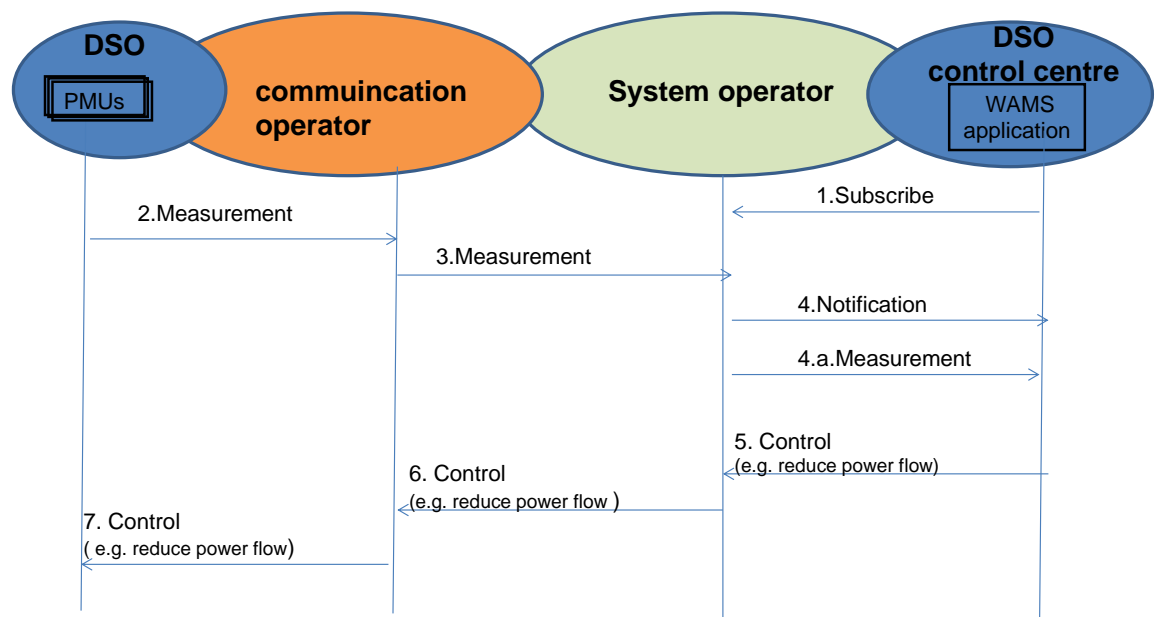 DSO
PMUs
commuincation
operator
System operator
DSO
control centre
WAMS
application
1.Subscribe
2.Measurement
3.Measurement
4.Notification
4.a.Measurement
5. Control
(e.g. reduce power flow)
6. Control
(e.g. reduce power flow )
7. Control
( e.g. reduce power flow)